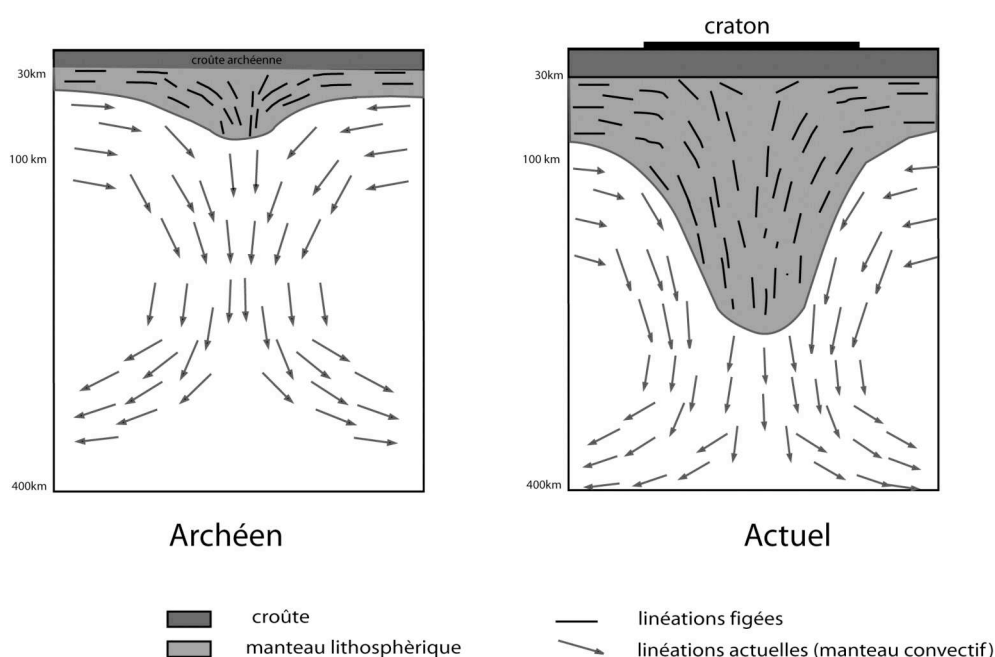 croûte archéenne
30km
100 km
400km
Archéen
craton
30km
100 km
400km
Actuel
croûte
manteau lithosphèrique
linéations figées
linéations actuelles (manteau convectif)